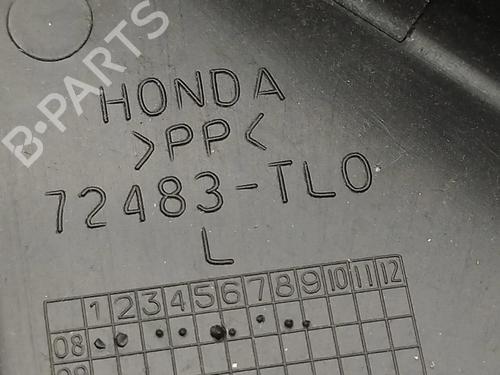 B-PARTS
HONDA
>PP<
72483-TL0
L
1 2 3 4 5 6 7 8 9 10 11 12
08